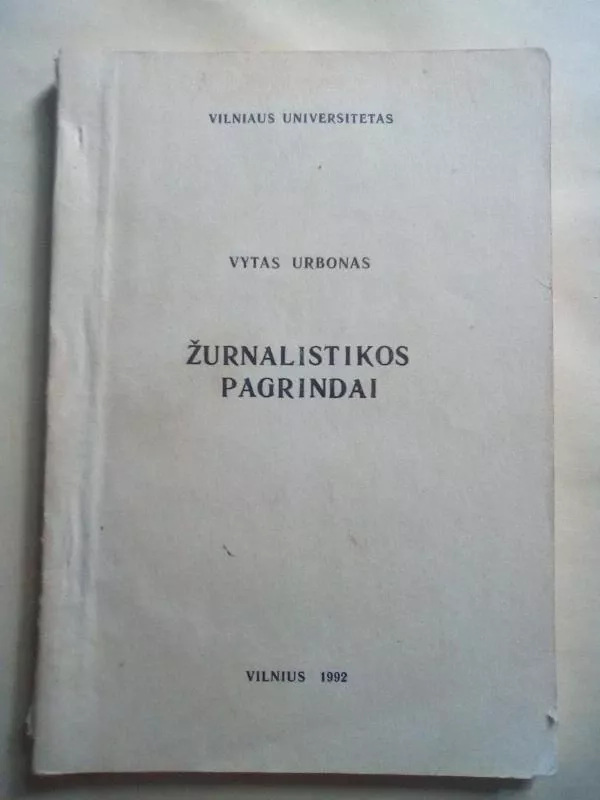 VILNIAUS UNIVERSITETAS
VYTAS URBONAS
ŽURNALISTIKOS
PAGRINDAI
VILNIUS 1992